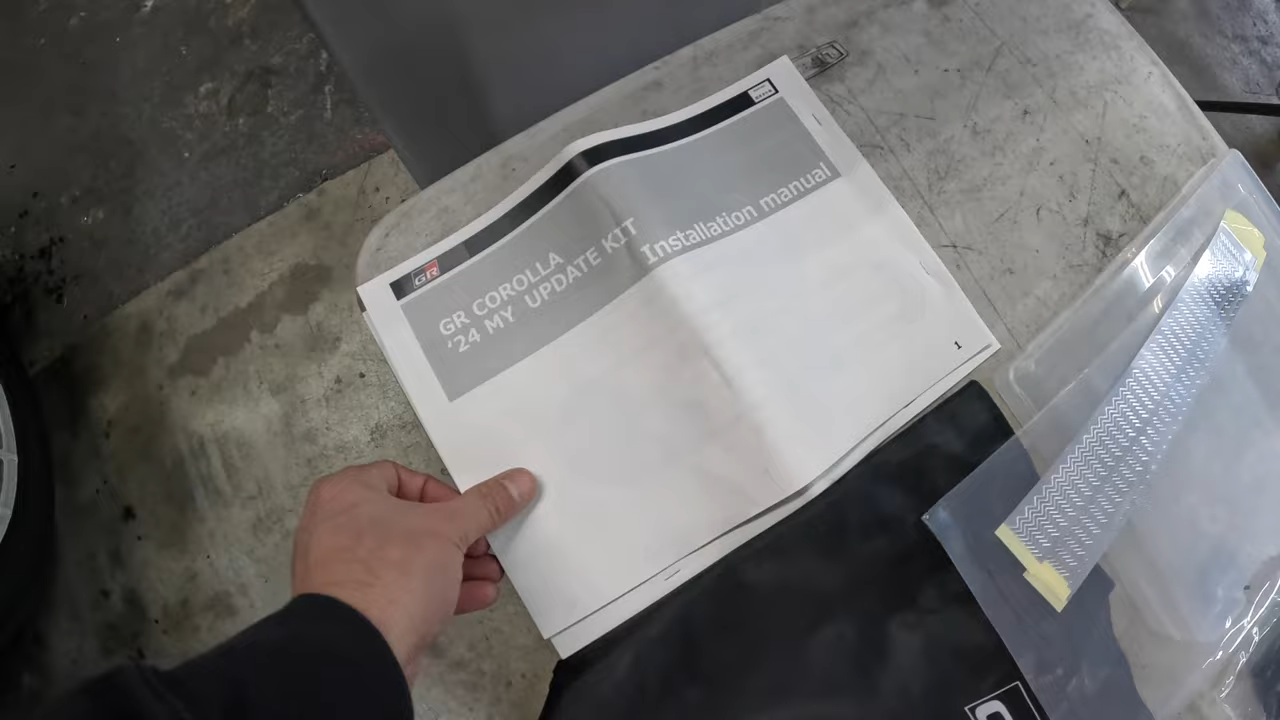 GR
GR COROLLA
'24 MY UPDATE KIT
Installation manual
1